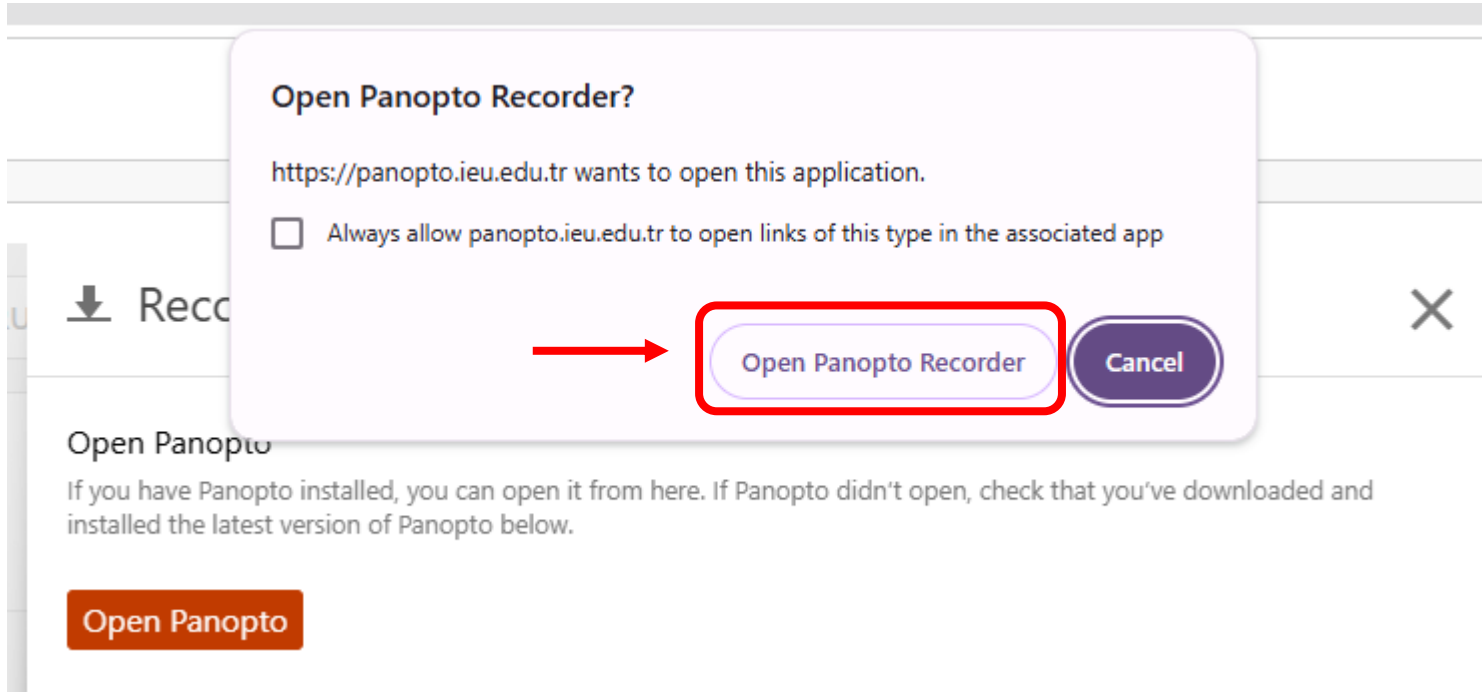 Open Panopto Recorder?
https://panopto.ieu.edu.tr wants to open this application.
Always allow panopto.ieu.edu.tr to open links of this type in the associated app
Open Panopto Recorder
Cancel
Open Panopto
If you have Panopto installed, you can open it from here. If Panopto didn't open, check that you've downloaded and
installed the latest version of Panopto below.
Open Panopto